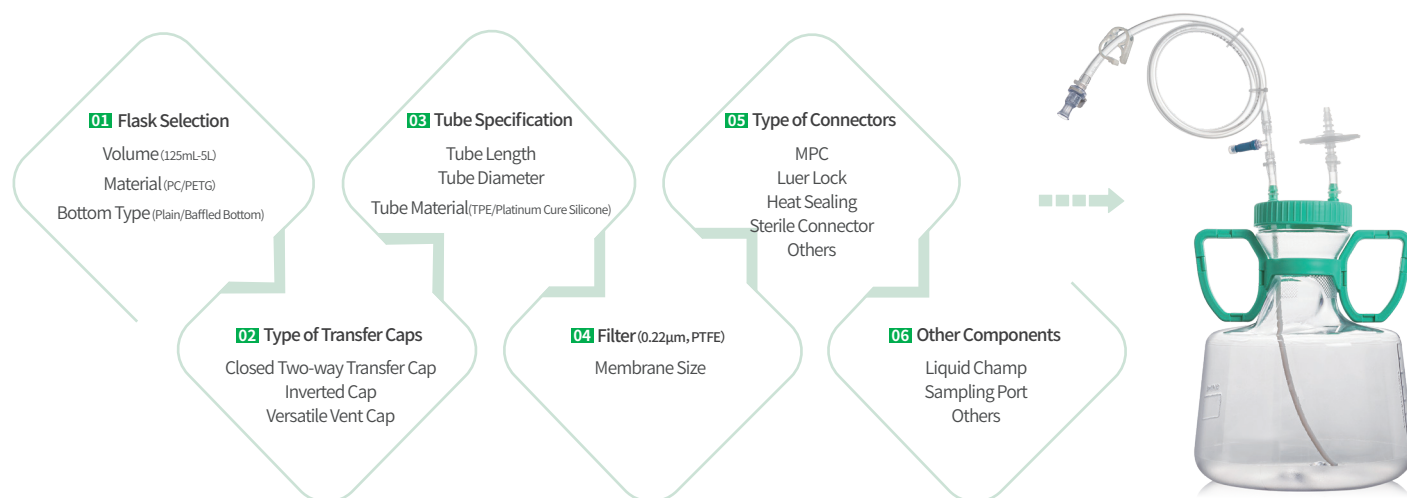 01 Flask Selection
Volume (125mL-5L)
Material (PC/PETG)
Bottom Type (Plain/Baffled Bottom)
02 Type of Transfer Caps
Closed Two-way Transfer Cap
Inverted Cap
Versatile Vent Cap
03 Tube Specification
Tube Length
Tube Diameter
Tube Material(TPE/Platinum Cure Silicone)
04 Filter (0.22μm, PTFE)
Membrane Size
05 Type of Connectors
MPC
Luer Lock
Heat Sealing
Sterile Connector
Others
06 Other Components
Liquid Champ
Sampling Port
Others